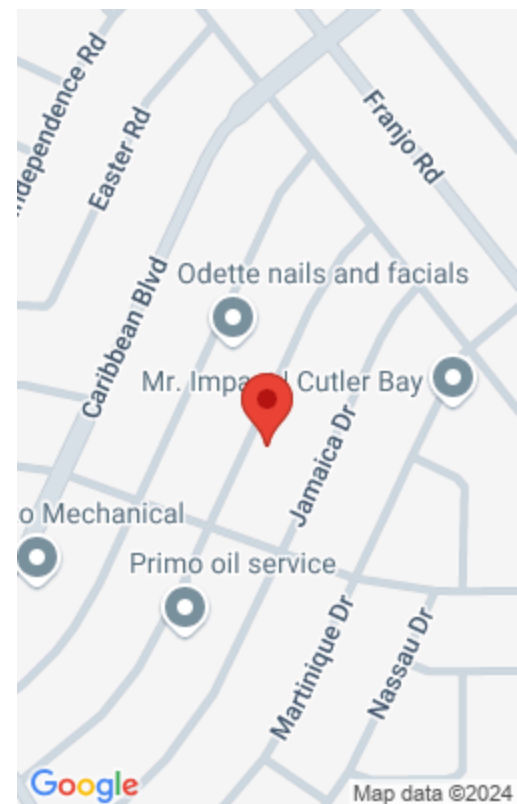 ndependence Rd
Easter Rd
Franjo Rd
Caribbean Blvd
Odette nails and facials
Mr. Impa Cutler Bay
Jamaica Dr
o Mechanical
Primo oil service
Martinique Dr
Nassau Dr
Google
Map data ©2024